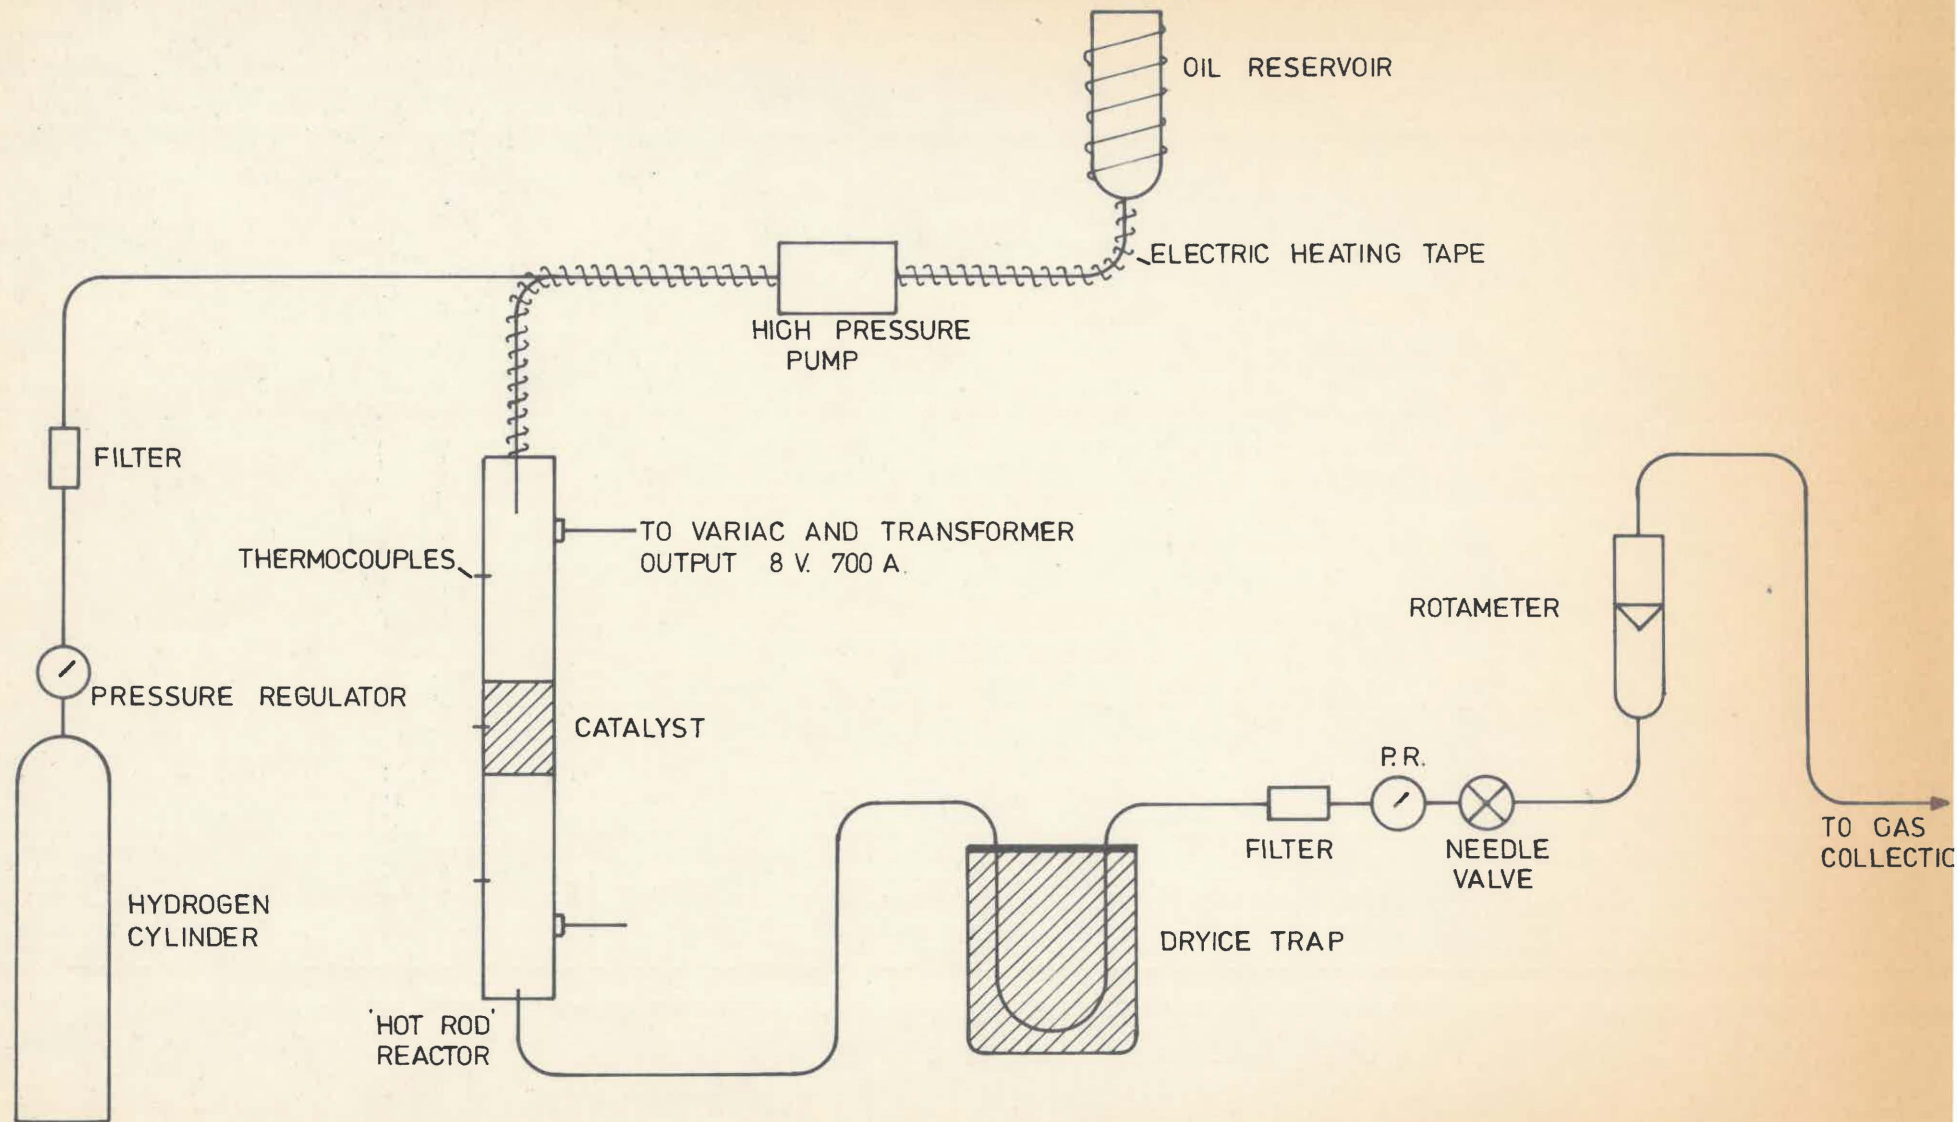 OIL RESERVOIR
ELECTRIC HEATING TAPE
HIGH PRESSURE
PUMP
FILTER
TO VARIAC AND TRANSFORMER
OUTPUT 8 V. 700 A.
THERMOCOUPLES
ROTAMETER
PRESSURE REGULATOR
CATALYST
P.R.
TO GAS
COLLECTIO
FILTER
NEEDLE
VALVE
HYDROGEN
CYLINDER
DRYICE TRAP
'HOT ROD'
REACTOR